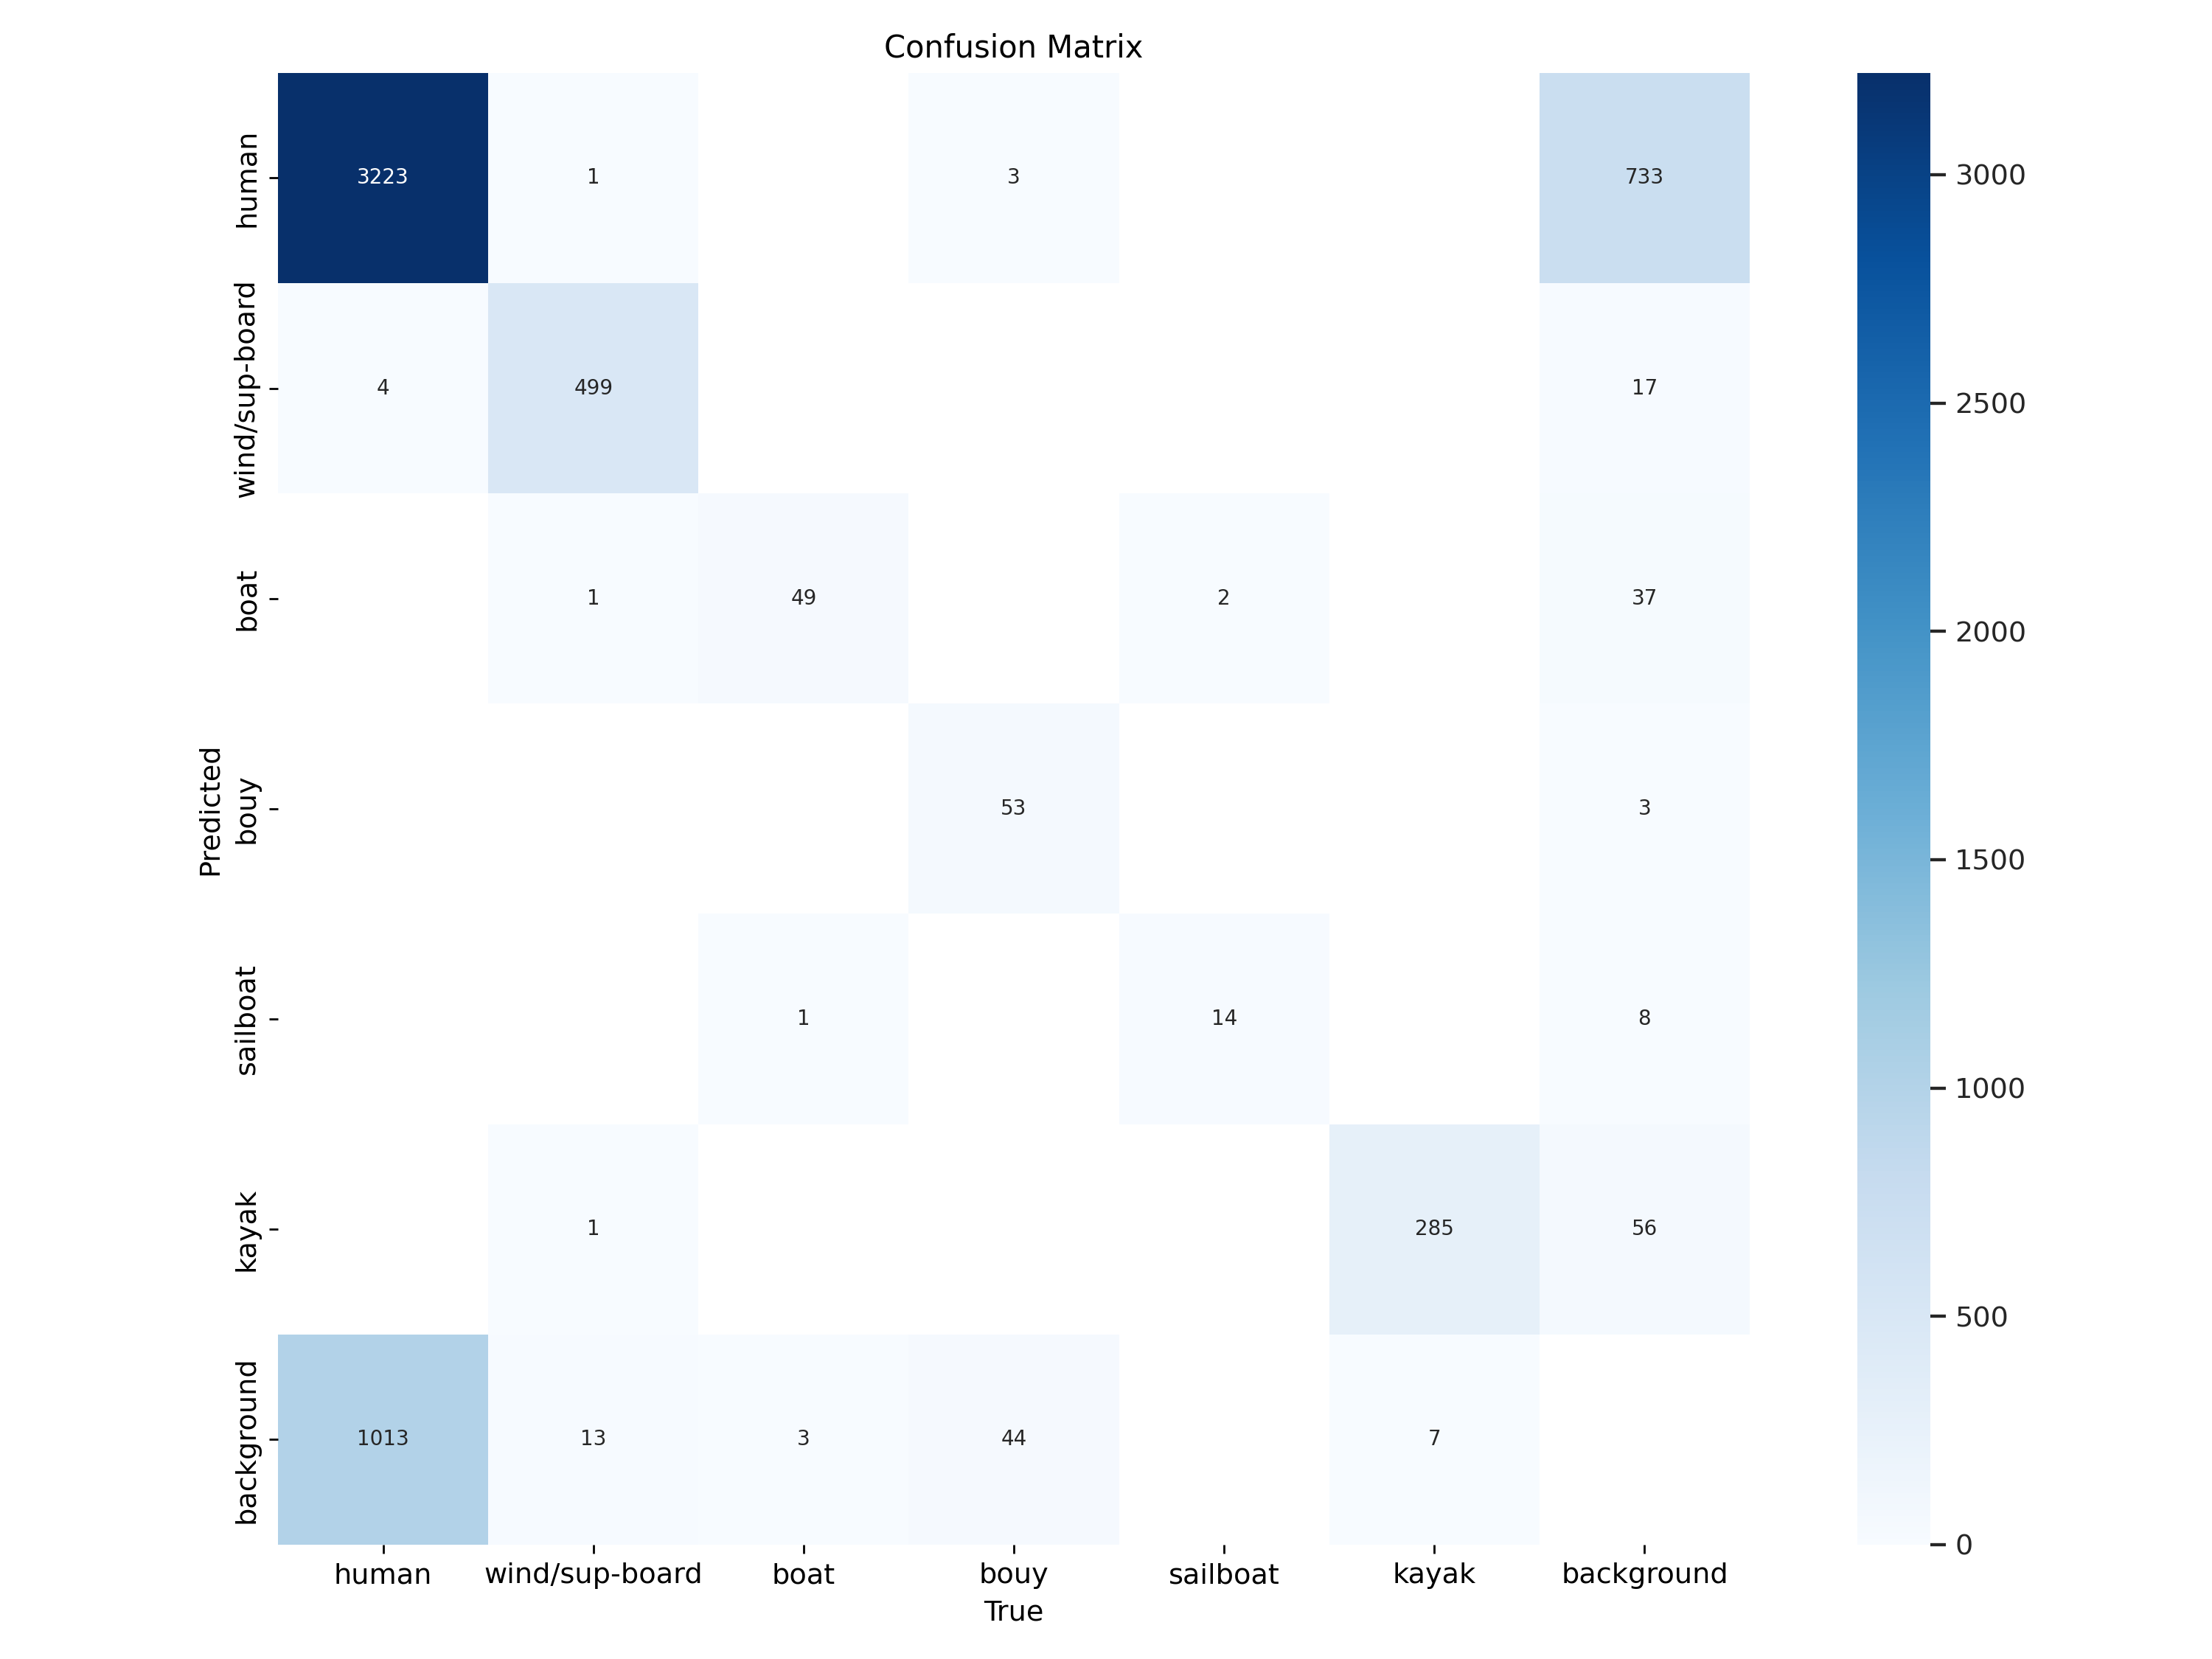 Confusion Matrix
human 3223 1 3 733 3000
wind/sup-board 4 499 17 2500
boat 1 49 2 37 2000
Predicted
bouy 53 3 1500
sailboat 1 14 8 1000
kayak 1 285 56 500
background 1013 13 3 44 7 0
human wind/sup-board boat bouy sailboat kayak background
True